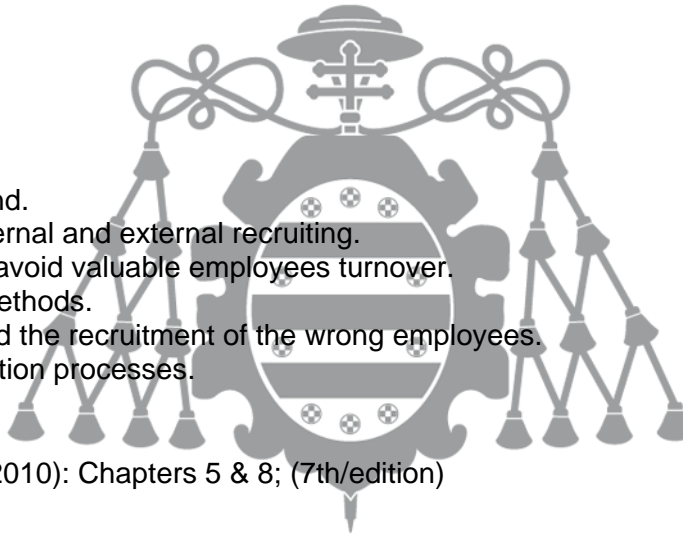 nd.
ernal and external recruiting.
avoid valuable employees turnover.
ethods.
d the recruitment of the wrong employees.
tion processes.
2010): Chapters 5 & 8; (7th/edition)